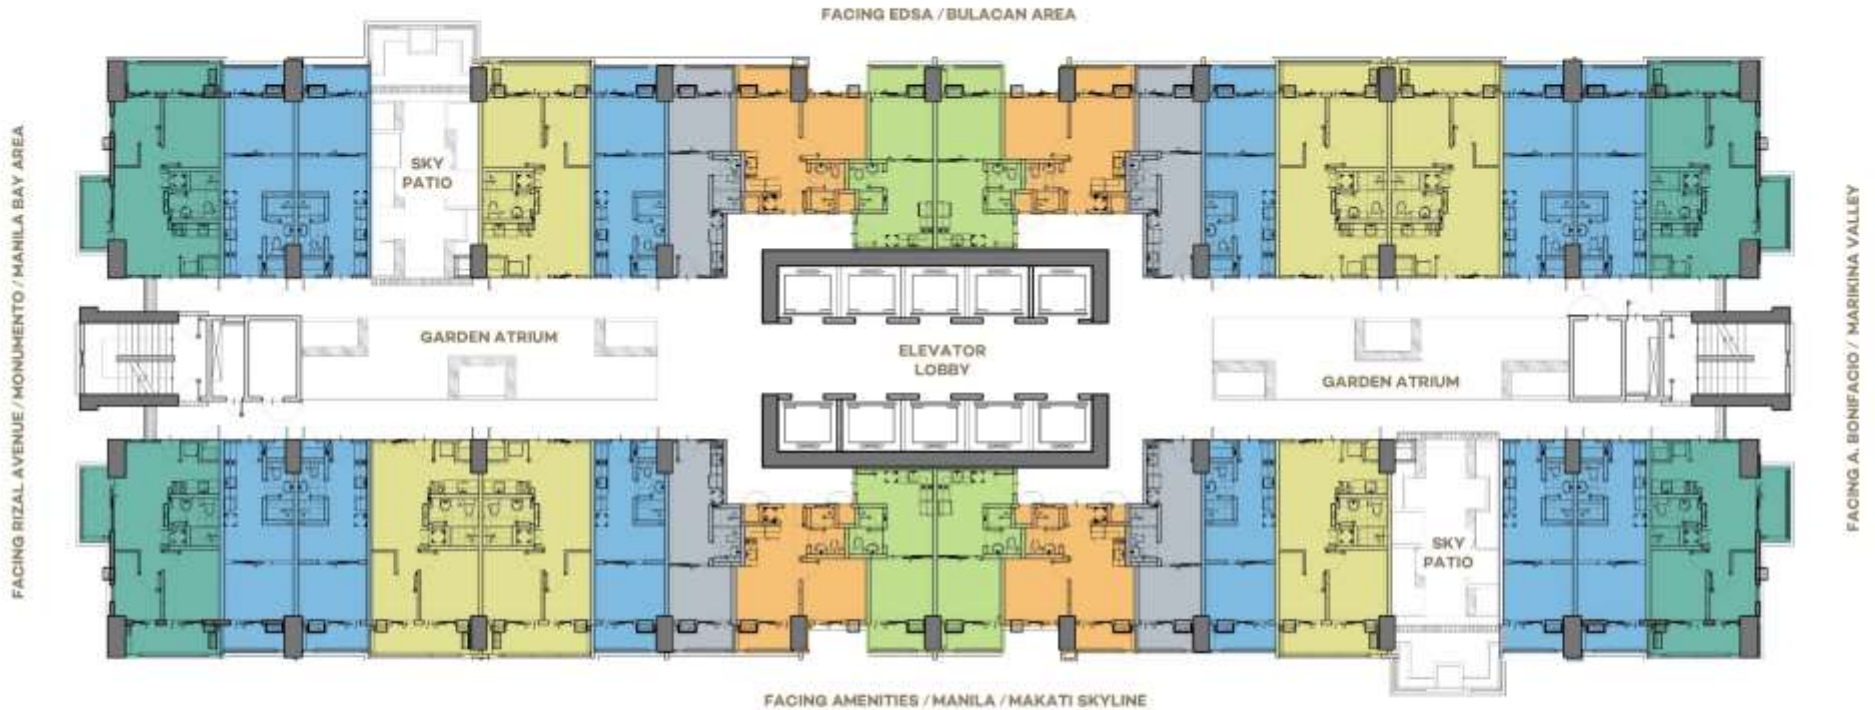 FACING EDSA / BULACAN AREA
FACING RIZAL AVENUE / MONUMENTO / MANILA BAY AREA
SKY
PATIO
GARDEN ATRIUM
ELEVATOR
LOBBY
GARDEN ATRIUM
SKY
PATIO
FACING A. BONIFACIO / MARIKINA VALLEY
FACING AMENITIES / MANILA / MAKATI SKYLINE